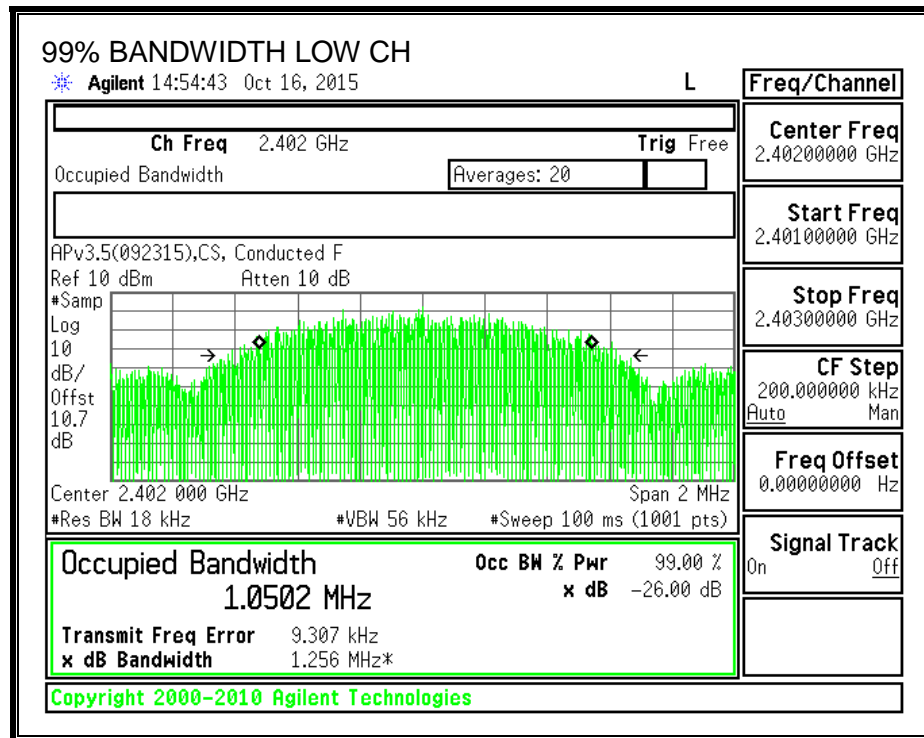 99% BANDWIDTH LOW CH
Agilent 14:54:43 Oct 16, 2015 L
Ch Freq 2.402 GHz Trig Free
Occupied Bandwidth Averages: 20
APv3.5(092315),CS, Conducted F
Ref 10 dBm Atten 10 dB
#Samp
Log
10
dB/
Offst
10.7
dB
Center 2.402 000 GHz Span 2 MHz
#Res BW 18 kHz #VBW 56 kHz #Sweep 100 ms (1001 pts)
Occupied Bandwidth Occ BW % Pwr 99.00 %
1.0502 MHz x dB -26.00 dB
Transmit Freq Error 9.307 kHz
x dB Bandwidth 1.256 MHz*
Copyright 2000-2010 Agilent Technologies
Freq/Channel
Center Freq
2.40200000 GHz
Start Freq
2.40100000 GHz
Stop Freq
2.40300000 GHz
CF Step
200.000000 kHz
Auto Man
Freq Offset
0.00000000 Hz
Signal Track
On Off